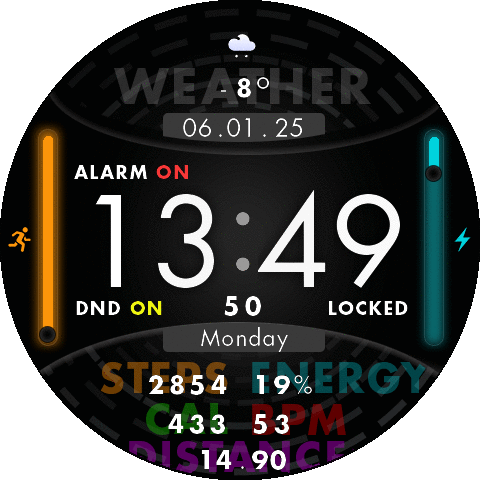 WEATHER
- 8°
06.01.25
ALARM ON
13:49
DND ON 50 LOCKED
Monday
STEPS ENERGY
2854 19%
CAL BPM
433 53
DISTANCE
14.90